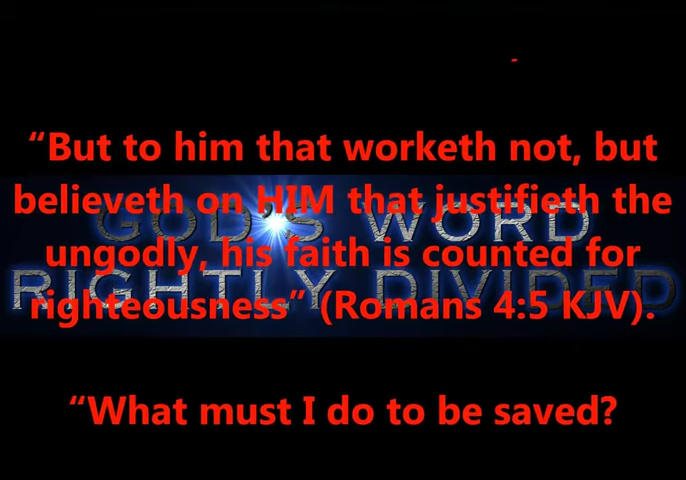 “But to him that worketh not, but
believeth on HIM that justifieth the
GOD'S WORD
ungodly, his faith is counted for
RIGHTLY DIVIDED
righteousness” (Romans 4:5 KJV).
“What must I do to be saved?